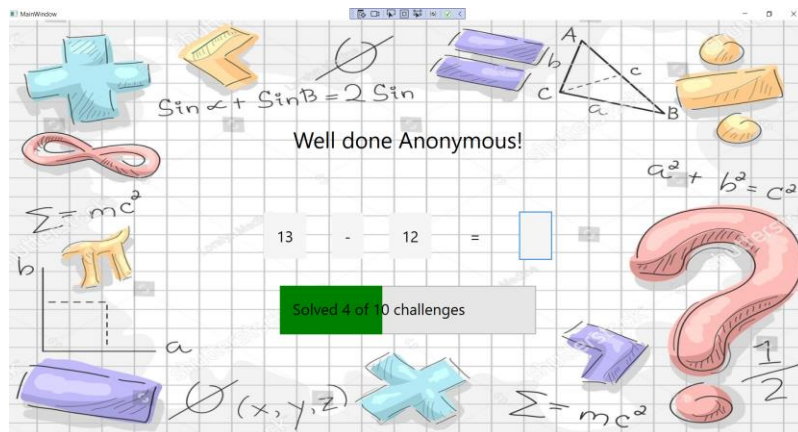 MainWindow
Sin α + Sin B = 2 Sin
A
b
c
C
a
B
Well done Anonymous!
a² + b² = c²
Σ = mc²
13 - 12 =
π
b
a
Solved 4 of 10 challenges
1/2
(x, y, z)
Σ = mc²